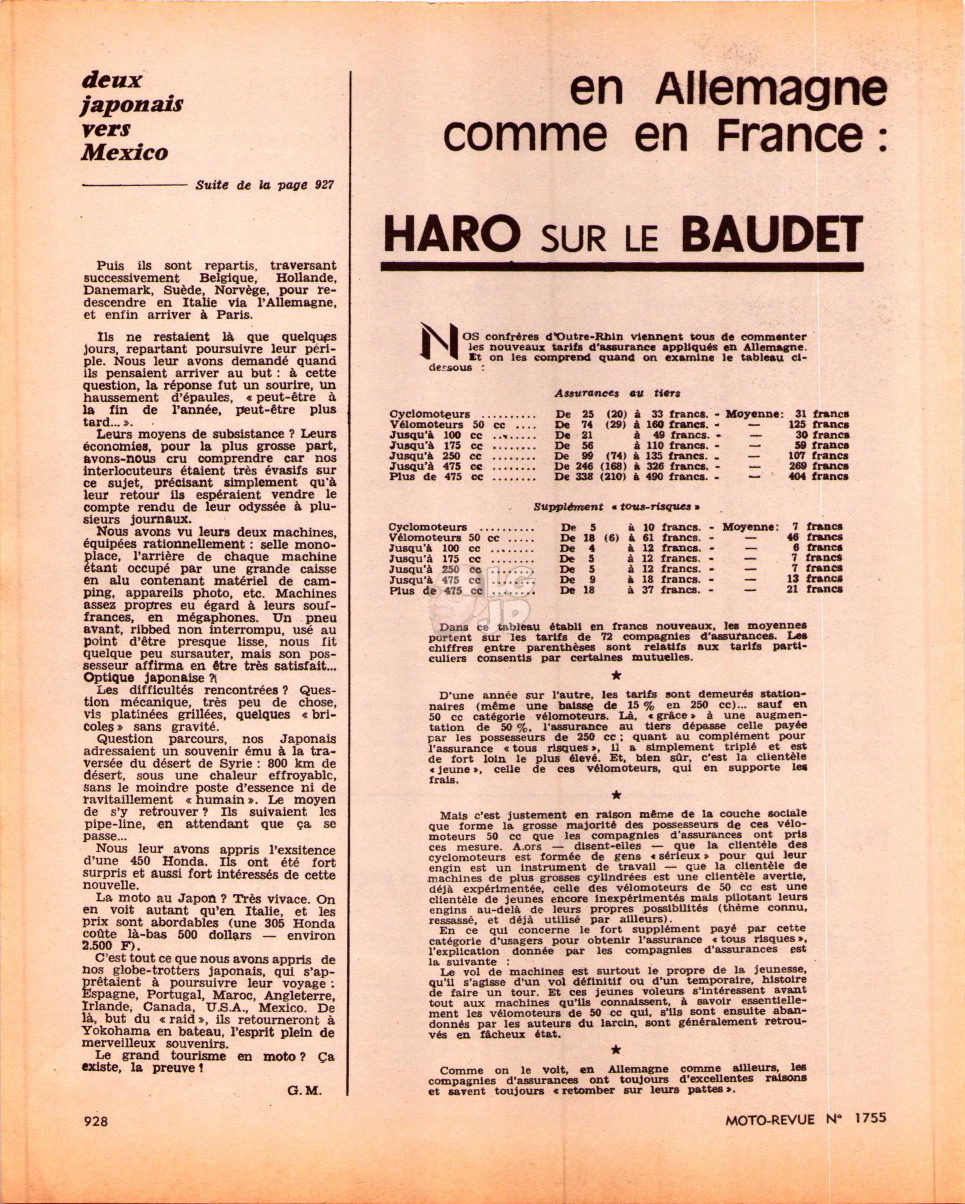 deux
japonais
vers
Mexico
Suite de la page 927
Puis ils sont repartis, traversant
successivement Belgique, Hollande,
Danemark, Suède, Norvège, pour re-
descendre en Italie via l'Allemagne,
et enfin arriver à Paris.
Ils ne restaient là que quelques
jours, repartant poursuivre leur péri-
ple. Nous leur avons demandé quand
ils pensaient arriver au but : à cette
question, la réponse fut un sourire, un
haussement d'épaules, « peut-être à
la fin de l'année, peut-être plus
tard... ».
Leurs moyens de subsistance ? Leurs
économies, pour la plus grosse part,
avons-nous cru comprendre car nos
interlocuteurs étaient très évasifs sur
ce sujet, précisant simplement qu'à
leur retour ils espéraient vendre le
compte rendu de leur odyssée à plu-
sieurs journaux.
Nous avons vu leurs deux machines,
équipées rationnellement : selle mono-
place, l'arrière de chaque machine
étant occupé par une grande caisse
en alu contenant matériel de cam-
ping, appareils photo, etc. Machines
assez propres eu égard à leurs souf-
frances, en mégaphones. Un pneu
avant, ribbed non interrompu, usé au
point d'être presque lisse, nous fit
quelque peu sursauter, mais son pos-
sesseur affirma en être très satisfait...
Optique japonaise ?
Les difficultés rencontrées ? Ques-
tion mécanique, très peu de chose,
vis platinées grillées, quelques « bri-
coles » sans gravité.
Question parcours, nos Japonais
adressaient un souvenir ému à la tra-
versée du désert de Syrie : 800 km de
désert, sous une chaleur effroyable,
sans le moindre poste d'essence ni de
ravitaillement « humain ». Le moyen
de s'y retrouver ? Ils suivaient les
pipe-line, en attendant que ça se
passe...
Nous leur avons appris l'exsitence
d'une 450 Honda. Ils ont été fort
surpris et aussi fort intéressés de cette
nouvelle.
La moto au Japon ? Très vivace. On
en voit autant qu'en Italie, et les
prix sont abordables (une 305 Honda
coûte là-bas 500 dollars — environ
2.500 F).
C'est tout ce que nous avons appris de
nos globe-trotters japonais, qui s'ap-
prêtaient à poursuivre leur voyage :
Espagne, Portugal, Maroc, Angleterre,
Irlande, Canada, U.S.A., Mexico. De
là, but du « raid », ils retourneront à
Yokohama en bateau, l'esprit plein de
merveilleux souvenirs.
Le grand tourisme en moto ? Ça
existe, la preuve !
G. M.
en Allemagne
comme en France :
HARO SUR LE BAUDET
NOS confrères d'Outre-Rhin viennent tous de commenter
les nouveaux tarifs d'assurance appliqués en Allemagne.
Et on les comprend quand on examine le tableau ci-
dessous :
Assurances au tiers
Cyclomoteurs .......... De 25 (20) à 33 francs. - Moyenne: 31 francs
Vélomoteurs 50 cc .... De 74 (29) à 160 francs. - — 125 francs
Jusqu'à 100 cc ........ De 21 à 49 francs. - — 30 francs
Jusqu'à 175 cc ........ De 56 à 110 francs. - — 59 francs
Jusqu'à 250 cc ........ De 99 (74) à 135 francs. - — 107 francs
Jusqu'à 475 cc ........ De 246 (168) à 326 francs. - — 269 francs
Plus de 475 cc ........ De 338 (210) à 490 francs. - — 404 francs
Supplément « tous-risques »
Cyclomoteurs .......... De 5 à 10 francs. - Moyenne: 7 francs
Vélomoteurs 50 cc ..... De 18 (6) à 61 francs. - — 46 francs
Jusqu'à 100 cc ........ De 4 à 12 francs. - — 6 francs
Jusqu'à 175 cc ........ De 5 à 12 francs. - — 7 francs
Jusqu'à 250 cc ........ De 5 à 12 francs. - — 7 francs
Jusqu'à 475 cc ........ De 9 à 18 francs. - — 13 francs
Plus de 475 cc ........ De 18 à 37 francs. - — 21 francs
Dans ce tableau établi en francs nouveaux, les moyennes
portent sur les tarifs de 72 compagnies d'assurances. Les
chiffres entre parenthèses sont relatifs aux tarifs parti-
culiers consentis par certaines mutuelles.
★
D'une année sur l'autre, les tarifs sont demeurés station-
naires (même une baisse de 15 % en 250 cc)... sauf en
50 cc catégorie vélomoteurs. Là, « grâce » à une augmen-
tation de 50 %, l'assurance au tiers dépasse celle payée
par les possesseurs de 250 cc ; quant au complément pour
l'assurance « tous risques », il a simplement triplé et est
de fort loin le plus élevé. Et, bien sûr, c'est la clientèle
« jeune », celle de ces vélomoteurs, qui en supporte les
frais.
★
Mais c'est justement en raison même de la couche sociale
que forme la grosse majorité des possesseurs de ces vélo-
moteurs 50 cc que les compagnies d'assurances ont pris
ces mesure. A.ors — disent-elles — que la clientèle des
cyclomoteurs est formée de gens « sérieux » pour qui leur
engin est un instrument de travail — que la clientèle de
machines de plus grosses cylindrées est une clientèle avertie,
déjà expérimentée, celle des vélomoteurs de 50 cc est une
clientèle de jeunes encore inexpérimentés mais pilotant leurs
engins au-delà de leurs propres possibilités (thème connu,
ressassé, et déjà utilisé par ailleurs).
En ce qui concerne le fort supplément payé par cette
catégorie d'usagers pour obtenir l'assurance « tous risques »,
l'explication donnée par les compagnies d'assurances est
la suivante :
Le vol de machines est surtout le propre de la jeunesse,
qu'il s'agisse d'un vol définitif ou d'un temporaire, histoire
de faire un tour. Et ces jeunes voleurs s'intéressent avant
tout aux machines qu'ils connaissent, à savoir essentielle-
ment les vélomoteurs de 50 cc qui, s'ils sont ensuite aban-
donnés par les auteurs du larcin, sont généralement retrou-
vés en fâcheux état.
★
Comme on le voit, en Allemagne comme ailleurs, les
compagnies d'assurances ont toujours d'excellentes raisons
et savent toujours « retomber sur leurs pattes ».
928
MOTO-REVUE N° 1755